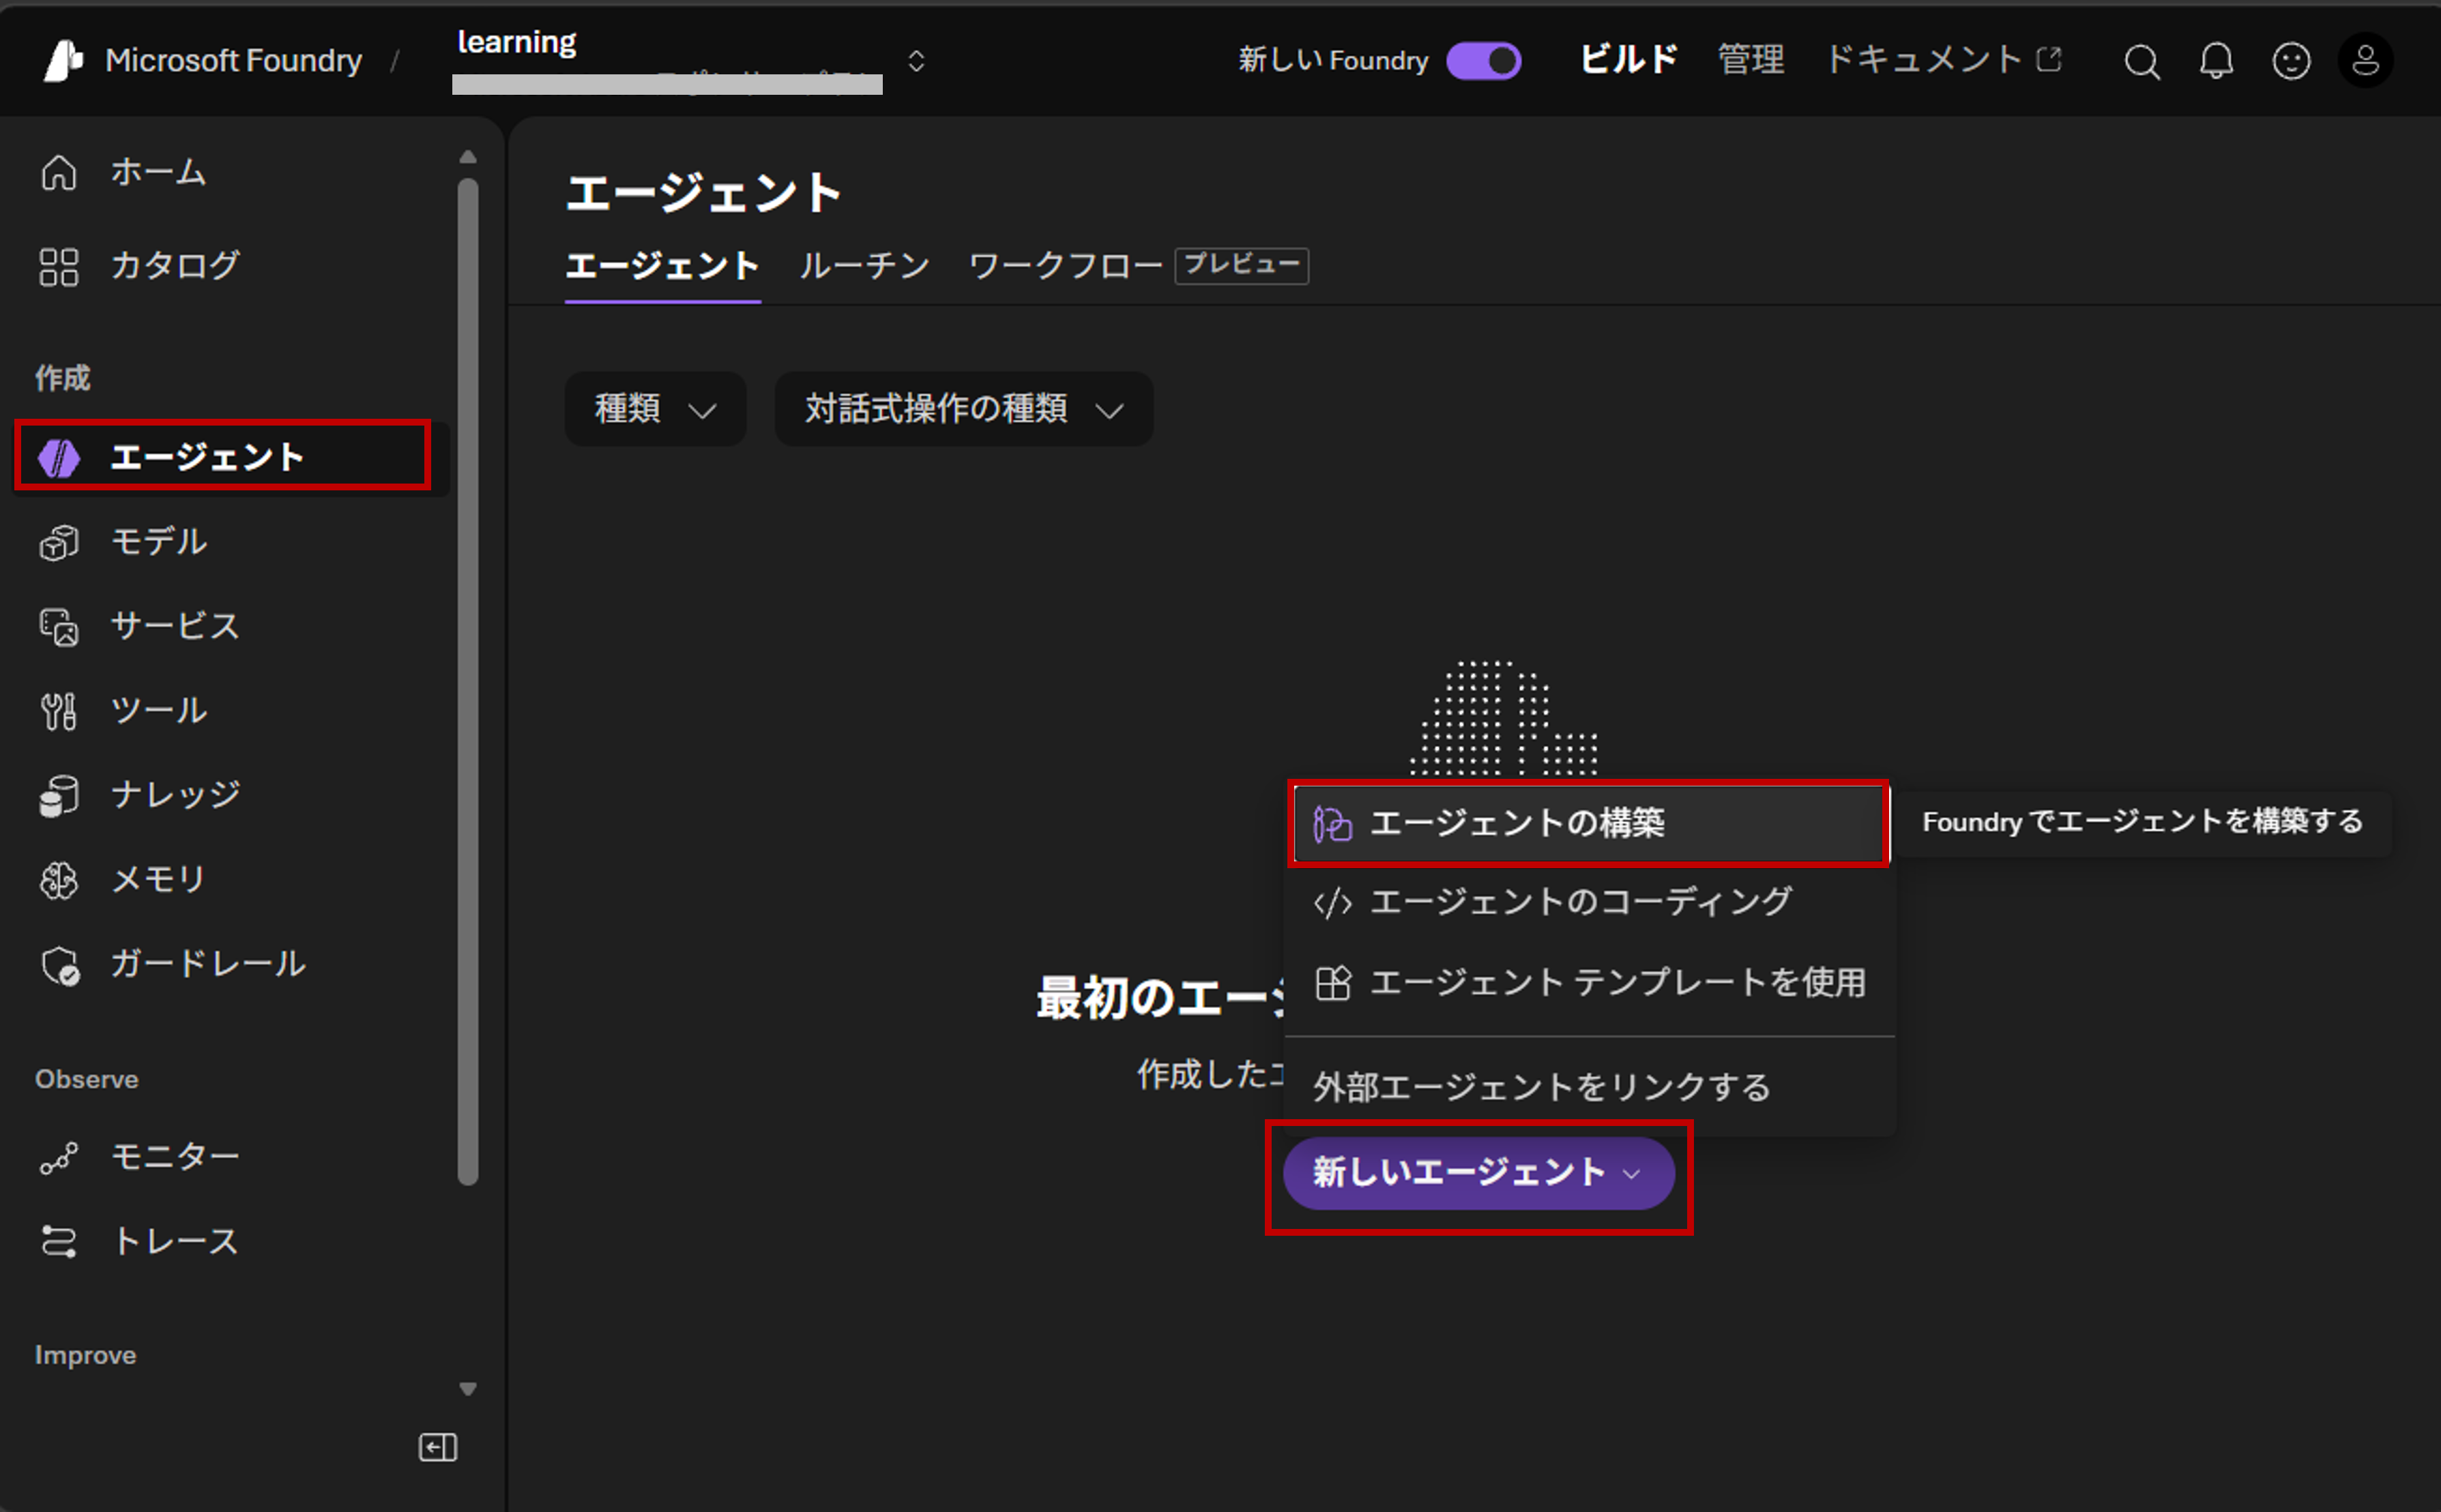 Microsoft Foundry /
learning
新しい Foundry
ビルド
管理
ドキュメント
ホーム
カタログ
作成
エージェント
モデル
サービス
ツール
ナレッジ
メモリ
ガードレール
Observe
モニター
トレース
Improve
エージェント
エージェント
ルーチン
ワークフロー
プレビュー
種類
対話式操作の種類
エージェントの構築
Foundry でエージェントを構築する
エージェントのコーディング
エージェント テンプレートを使用
最初のエー
作成した
外部エージェントをリンクする
新しいエージェント